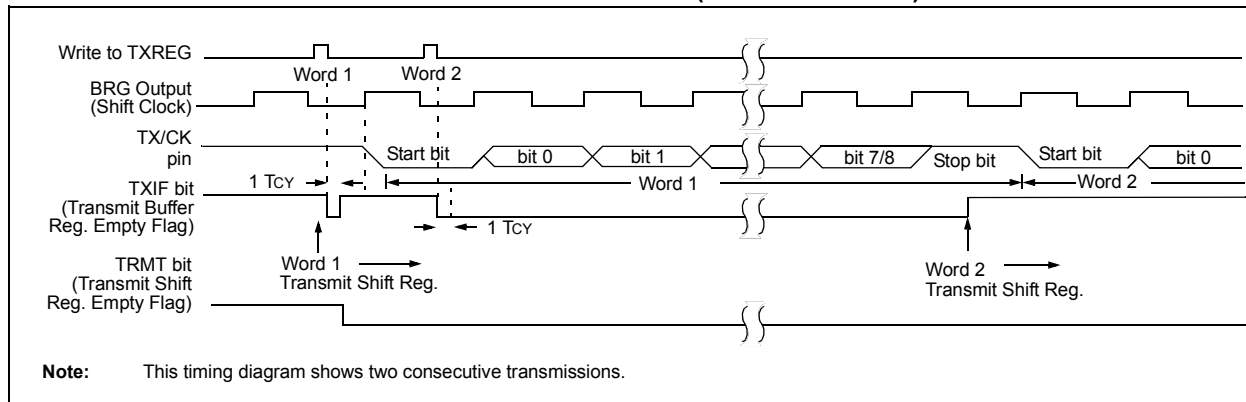 Write to TXREG
Word 1
Word 2
BRG Output
(Shift Clock)
TX/CK
pin
Start bit
bit 0
bit 1
bit 7/8
Stop bit
Start bit
bit 0
Word 1
Word 2
1 TCY
TXIF bit
(Transmit Buffer
Reg. Empty Flag)
1 TCY
Word 1
Transmit Shift Reg.
Word 2
Transmit Shift Reg.
TRMT bit
(Transmit Shift
Reg. Empty Flag)
Note: This timing diagram shows two consecutive transmissions.